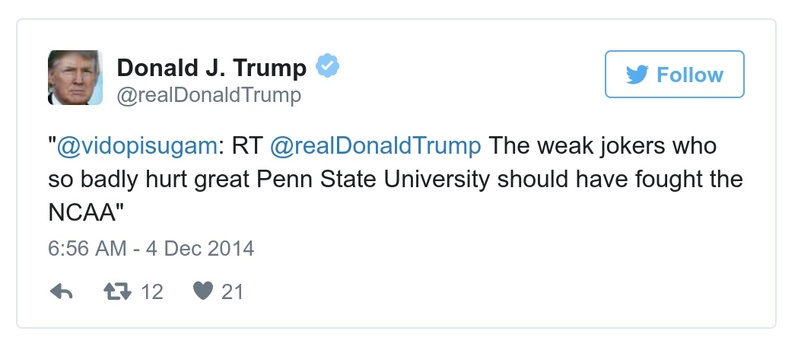 Donald J. Trump
@realDonaldTrump
Follow
"@vidopisugam: RT @realDonaldTrump The weak jokers who
so badly hurt great Penn State University should have fought the
NCAA"
6:56 AM - 4 Dec 2014
12 21